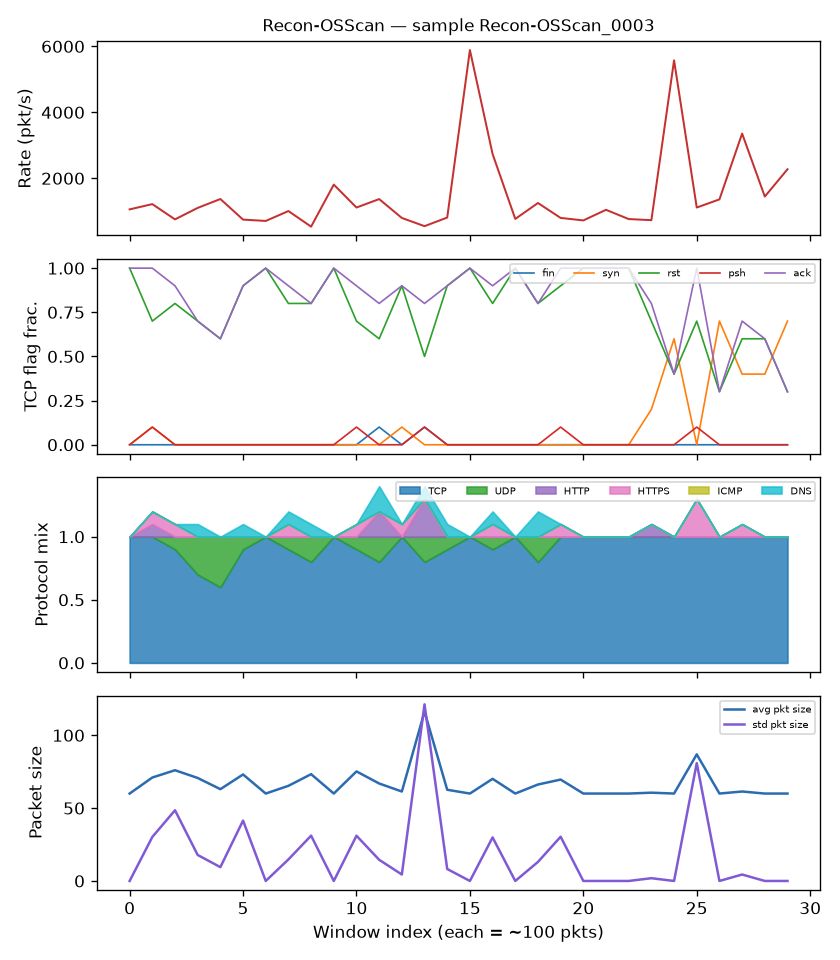 Recon-OSScan — sample Recon-OSScan_0003
Rate (pkt/s)
6000
4000
2000
TCP flag frac.
1.00
0.75
0.50
0.25
0.00
fin syn rst psh ack
Protocol mix
1.0
0.5
0.0
TCP UDP HTTP HTTPS ICMP DNS
Packet size
100
50
0
avg pkt size
std pkt size
0 5 10 15 20 25 30
Window index (each = ~100 pkts)